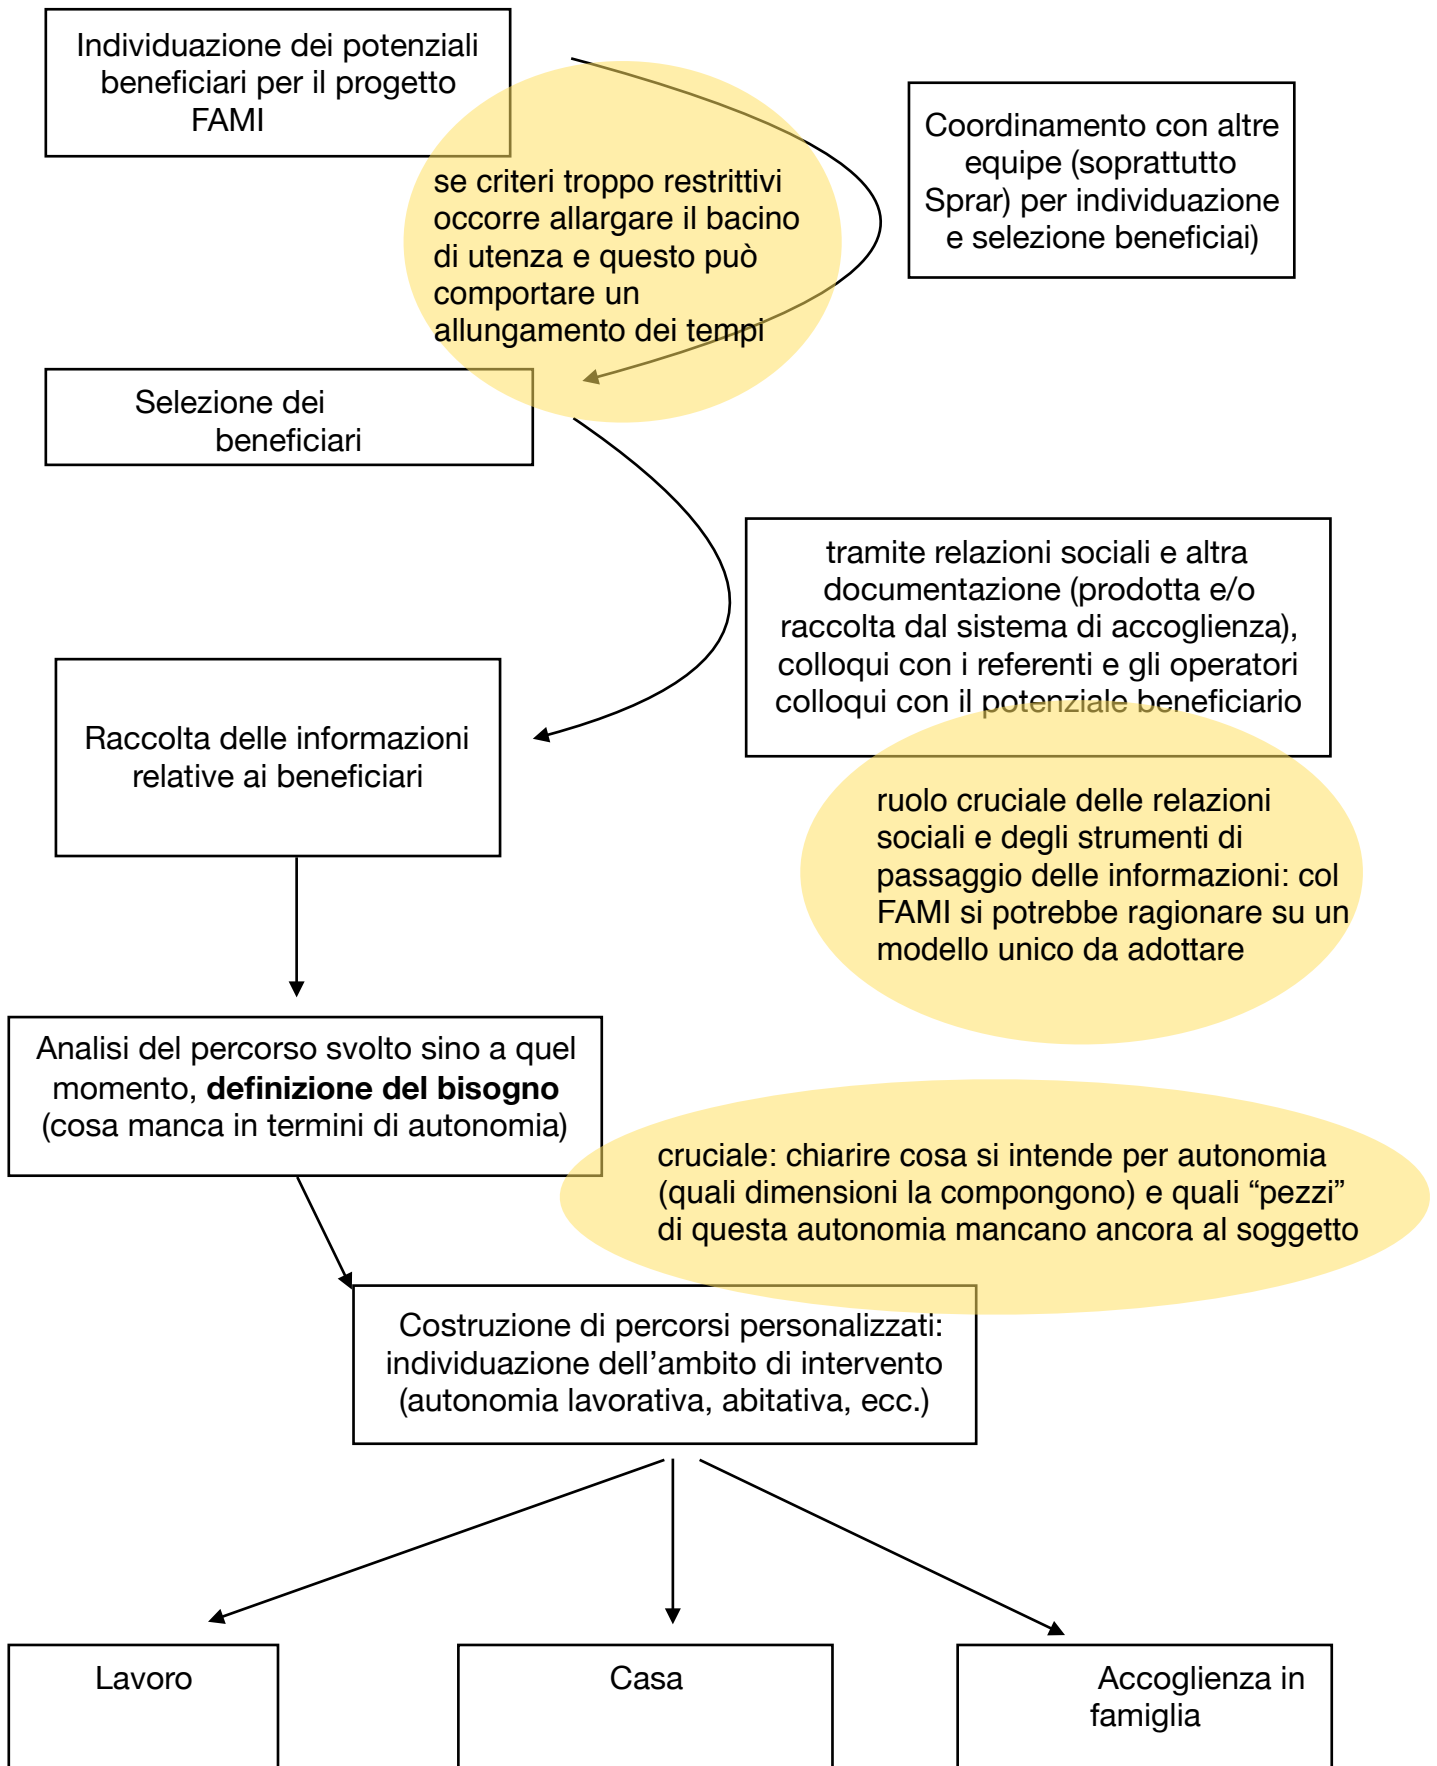 Individuazione dei potenziali
beneficiari per il progetto
FAMI
Coordinamento con altre
equipe (soprattutto
Sprar) per individuazione
e selezione beneficiai)
se criteri troppo restrittivi
occorre allargare il bacino
di utenza e questo può
comportare un
allungamento dei tempi
Selezione dei
beneficiari
tramite relazioni sociali e altra
documentazione (prodotta e/o
raccolta dal sistema di accoglienza),
colloqui con i referenti e gli operatori
colloqui con il potenziale beneficiario
Raccolta delle informazioni
relative ai beneficiari
ruolo cruciale delle relazioni
sociali e degli strumenti di
passaggio delle informazioni: col
FAMI si potrebbe ragionare su un
modello unico da adottare
Analisi del percorso svolto sino a quel
momento, definizione del bisogno
(cosa manca in termini di autonomia)
cruciale: chiarire cosa si intende per autonomia
(quali dimensioni la compongono) e quali “pezzi”
di questa autonomia mancano ancora al soggetto
Costruzione di percorsi personalizzati:
individuazione dell’ambito di intervento
(autonomia lavorativa, abitativa, ecc.)
Lavoro
Casa
Accoglienza in
famiglia